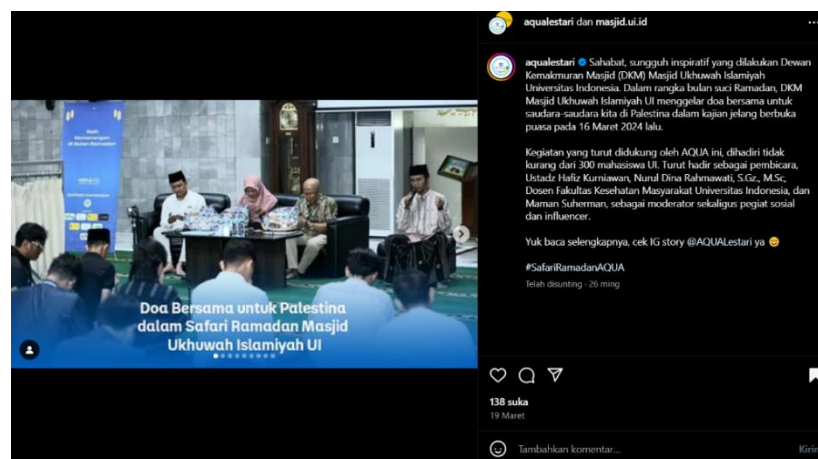 aqualestari dan masjid.ui.id
aqualestari Sahabat, sungguh inspiratif yang dilakukan Dewan
Kemakmuran Masjid (DKM) Masjid Ukhuwah Islamiyah
Universitas Indonesia. Dalam rangka bulan suci Ramadan, DKM
Masjid Ukhuwah Islamiyah UI menggelar doa bersama untuk
saudara-saudara kita di Palestina dalam kajian jelang berbuka
puasa pada 16 Maret 2024 lalu.
Kegiatan yang turut didukung oleh AQUA ini, dihadiri tidak
kurang dari 300 mahasiswa UI. Turut hadir sebagai pembicara,
Ustadz Hafiz Kurniawan, Nurul Dina Rahmawati, S.Gz., M.Sc,
Dosen Fakultas Kesehatan Masyarakat Universitas Indonesia, dan
Maman Suherman, sebagai moderator sekaligus pegiat sosial
dan influencer.
Yuk baca selengkapnya, cek IG story @AQUALestari ya 😊
#SafariRamadanAQUA
Telah disunting · 26 ming
Doa Bersama untuk Palestina
dalam Safari Ramadan Masjid
Ukhuwah Islamiyah UI
138 suka
19 Maret
Tambahkan komentar...
Kirim